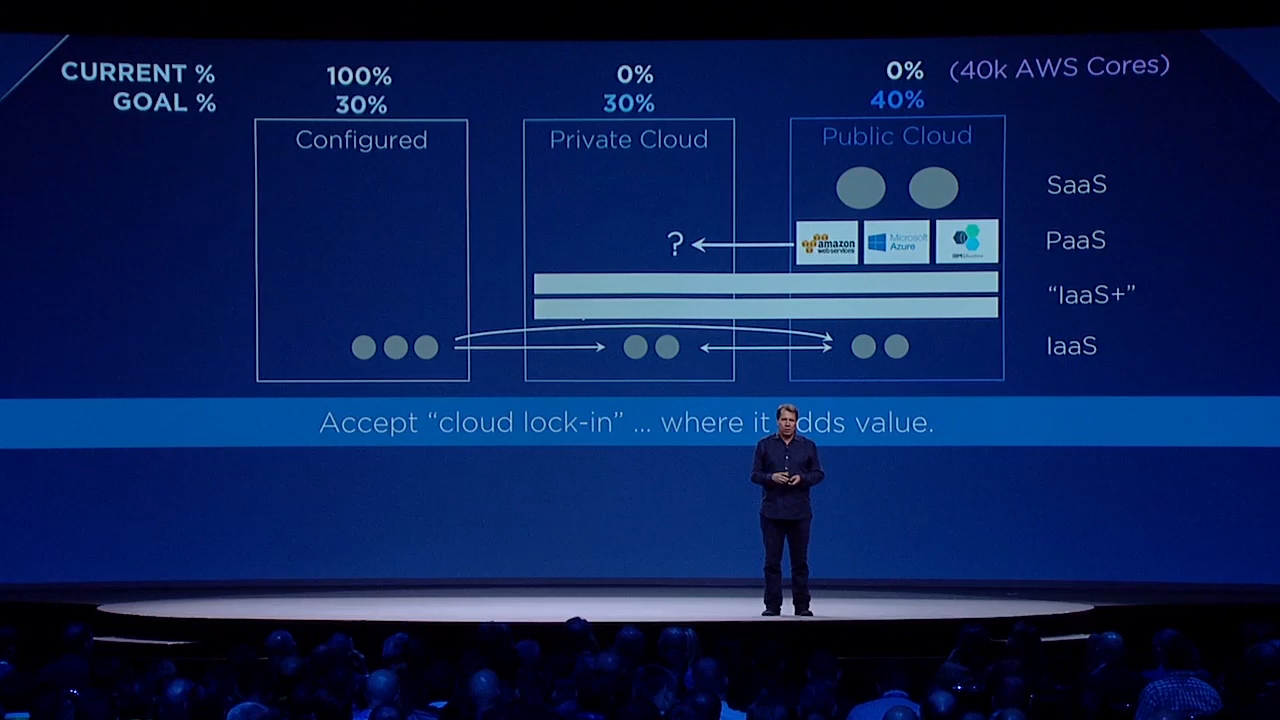 CURRENT % 100% 0% 0% (40k AWS Cores)
GOAL % 30% 30% 40%
Configured Private Cloud Public Cloud
SaaS
? amazon web services Microsoft Azure PaaS
“IaaS+”
IaaS
Accept “cloud lock-in” ... where it adds value.